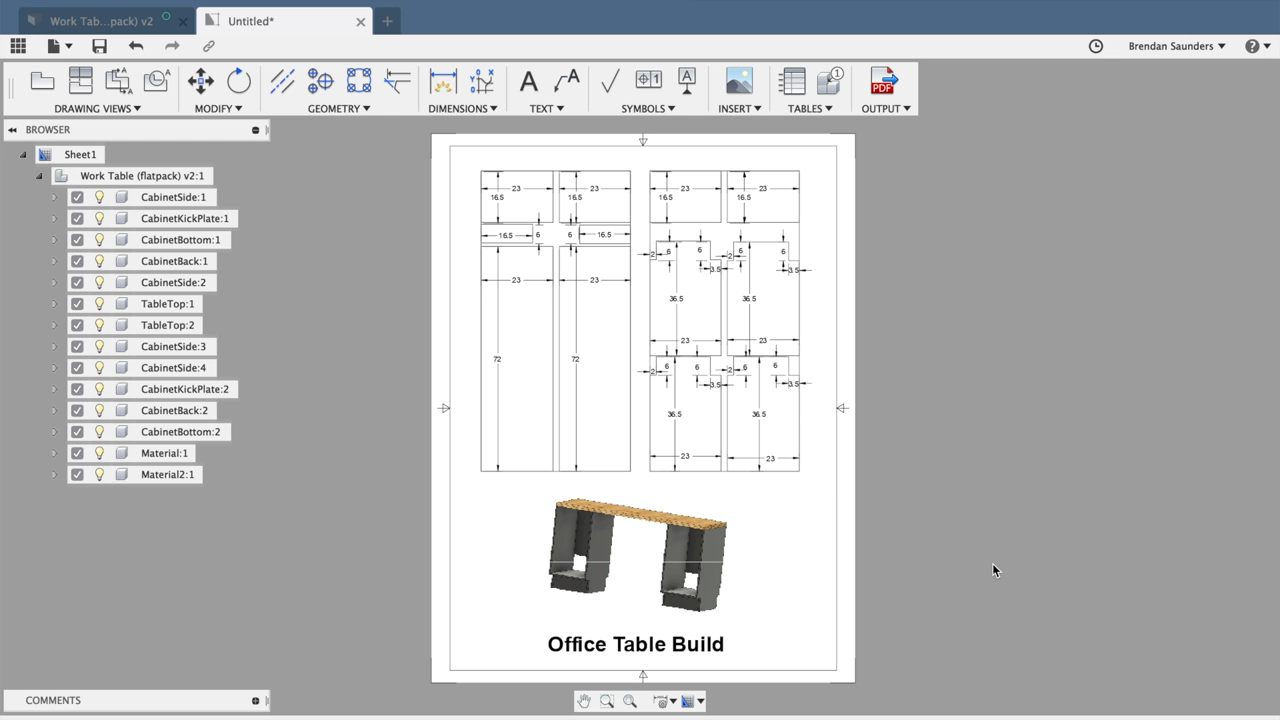 Work Tab...pack) v2
Untitled*
Brendan Saunders
DRAWING VIEWS
MODIFY
GEOMETRY
DIMENSIONS
TEXT
SYMBOLS
INSERT
TABLES
OUTPUT
A
A
1
A
1
PDF
BROWSER
Sheet1
Work Table (flatpack) v2:1
CabinetSide:1
CabinetKickPlate:1
CabinetBottom:1
CabinetBack:1
CabinetSide:2
TableTop:1
TableTop:2
CabinetSide:3
CabinetSide:4
CabinetKickPlate:2
CabinetBack:2
CabinetBottom:2
Material:1
Material2:1
23 23 23 23
16.5 16.5 16.5 16.5
16.5 6 6 16.5
2 6 6 2 6 6
3.5 3.5
23 23
36.5 36.5
23 23
72 72
2 6 6 2 6 6
3.5 3.5
36.5 36.5
23 23
Office Table Build
COMMENTS